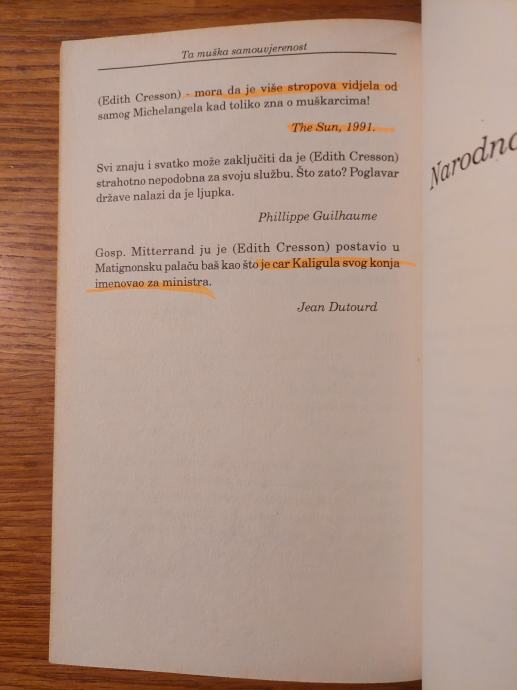 Ta muška samouvjerenost
(Edith Cresson) - mora da je više stropova vidjela od
samog Michelangela kad toliko zna o muškarcima!
The Sun, 1991.
Svi znaju i svatko može zaključiti da je (Edith Cresson)
strahotno nepodobna za svoju službu. Što zato? Poglavar
države nalazi da je ljupka.
Phillippe Guilhaume
Gosp. Mitterrand ju je (Edith Cresson) postavio u
Matignonsku palaču baš kao što je car Kaligula svog konja
imenovao za ministra.
Jean Dutourd